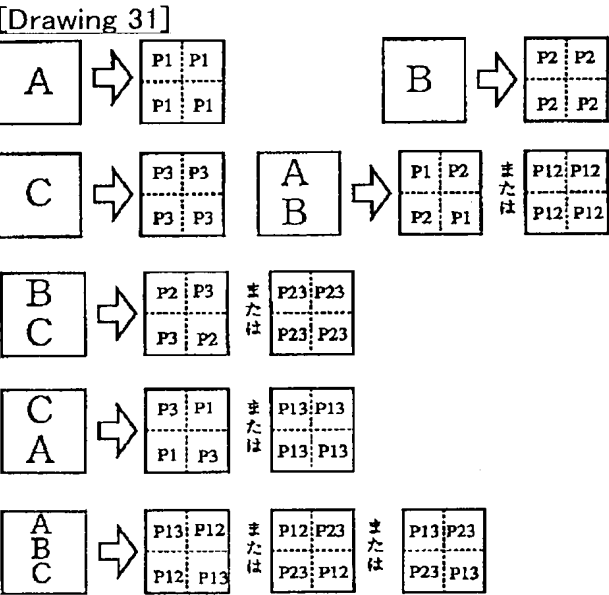 [Drawing 31]
A P1 P1 B P2 P2
P1 P1 P2 P2
C P3 P3 A P1 P2 または P12 P12
P3 P3 B P2 P1 P12 P12
B P2 P3 または P23 P23
C P3 P2 P23 P23
C P3 P1 または P13 P13
A P1 P3 P13 P13
A P13 P12 または P12 P23 または P13 P23
B
C P12 P13 P23 P12 P23 P13